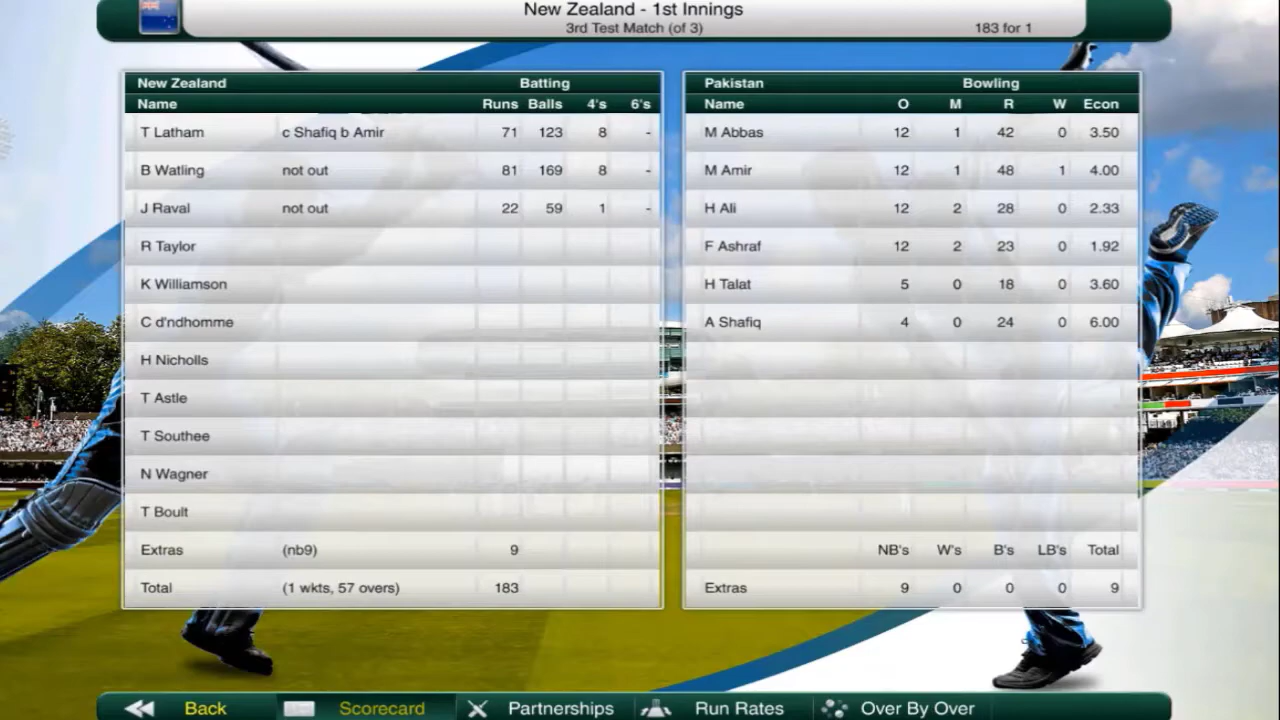 New Zealand - 1st Innings
3rd Test Match (of 3) 183 for 1
New Zealand Batting
Name Runs Balls 4's 6's
T Latham c Shafiq b Amir 71 123 8 -
B Watling not out 81 169 8 -
J Raval not out 22 59 1 -
R Taylor
K Williamson
C d'ndhomme
H Nicholls
T Astle
T Southee
N Wagner
T Boult
Extras (nb9) 9
Total (1 wkts, 57 overs) 183
Pakistan Bowling
Name O M R W Econ
M Abbas 12 1 42 0 3.50
M Amir 12 1 48 1 4.00
H Ali 12 2 28 0 2.33
F Ashraf 12 2 23 0 1.92
H Talat 5 0 18 0 3.60
A Shafiq 4 0 24 0 6.00
NB's W's B's LB's Total
Extras 9 0 0 0 9
Back Scorecard Partnerships Run Rates Over By Over